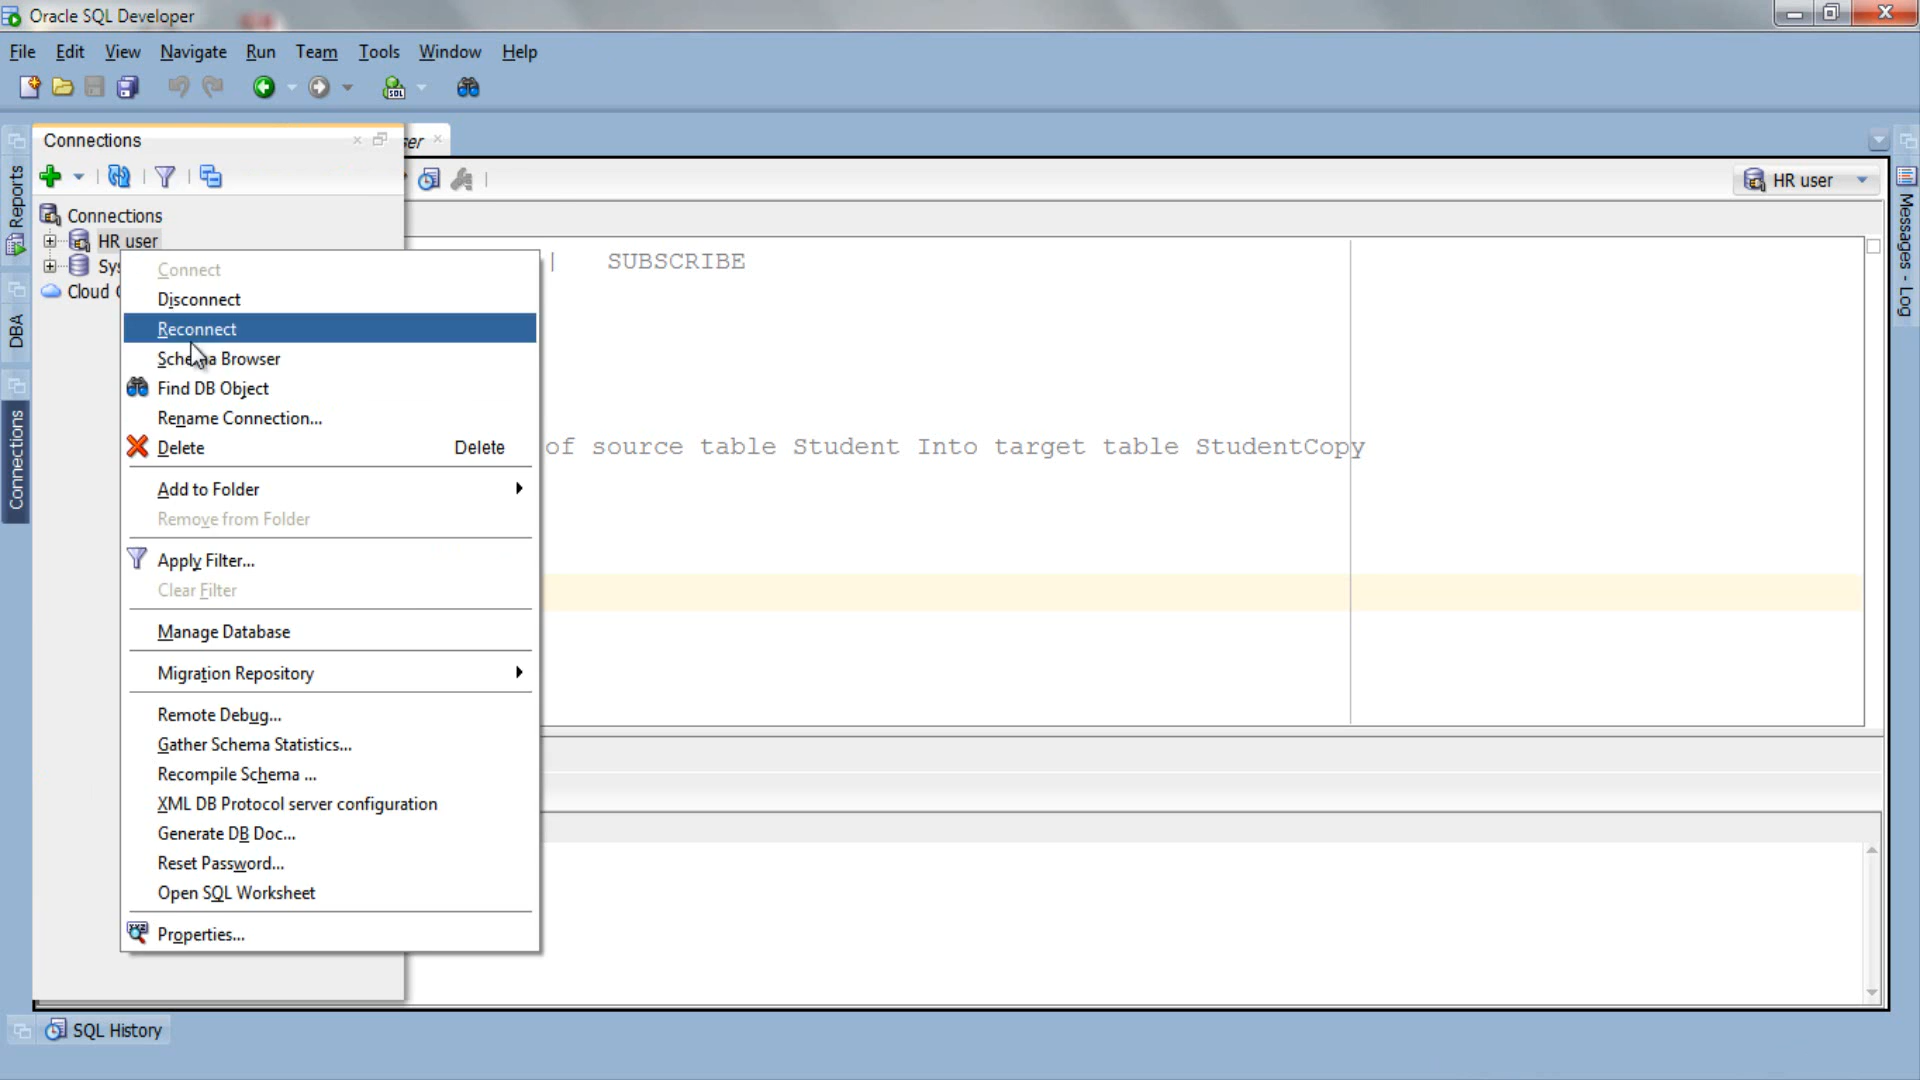 Oracle SQL Developer
File Edit View Navigate Run Team Tools Window Help
Connections
er
HR user
Reports
DBA
Connections
Messages - Log
Connections
HR user
Sys
Cloud C
Connect
Disconnect
Reconnect
Schema Browser
Find DB Object
Rename Connection...
Delete Delete
Add to Folder
Remove from Folder
Apply Filter...
Clear Filter
Manage Database
Migration Repository
Remote Debug...
Gather Schema Statistics...
Recompile Schema ...
XML DB Protocol server configuration
Generate DB Doc...
Reset Password...
Open SQL Worksheet
Properties...
| SUBSCRIBE
of source table Student Into target table StudentCopy
SQL History